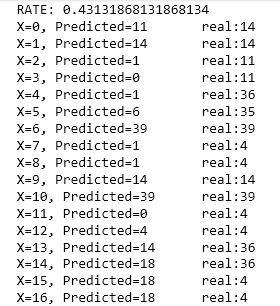 RATE: 0.43131868131868134
X=0, Predicted=11 real:14
X=1, Predicted=14 real:14
X=2, Predicted=1 real:11
X=3, Predicted=0 real:11
X=4, Predicted=1 real:36
X=5, Predicted=6 real:35
X=6, Predicted=39 real:39
X=7, Predicted=1 real:4
X=8, Predicted=1 real:4
X=9, Predicted=14 real:14
X=10, Predicted=39 real:39
X=11, Predicted=0 real:4
X=12, Predicted=4 real:4
X=13, Predicted=14 real:36
X=14, Predicted=18 real:36
X=15, Predicted=18 real:4
X=16, Predicted=18 real:4